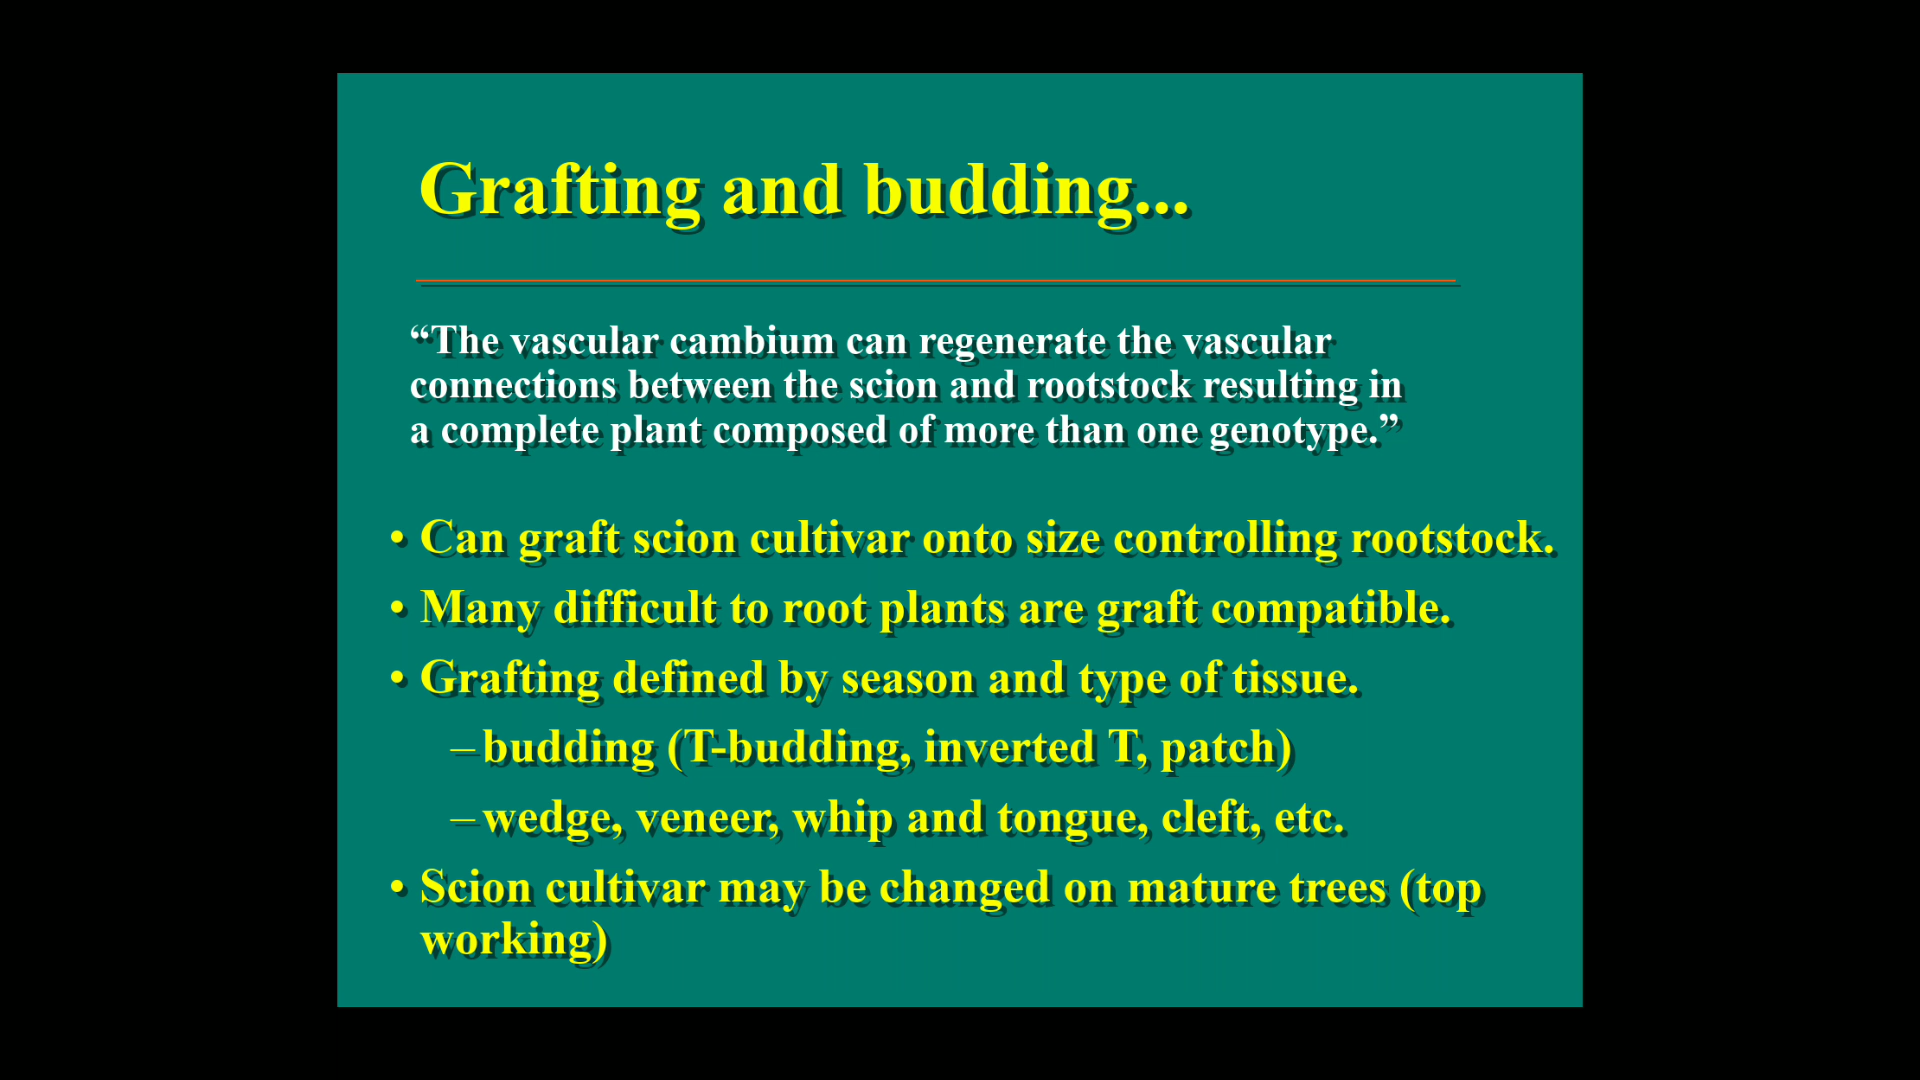 Grafting and budding...
“The vascular cambium can regenerate the vascular
connections between the scion and rootstock resulting in
a complete plant composed of more than one genotype.”
• Can graft scion cultivar onto size controlling rootstock.
• Many difficult to root plants are graft compatible.
• Grafting defined by season and type of tissue.
– budding (T-budding, inverted T, patch)
– wedge, veneer, whip and tongue, cleft, etc.
• Scion cultivar may be changed on mature trees (top
working)